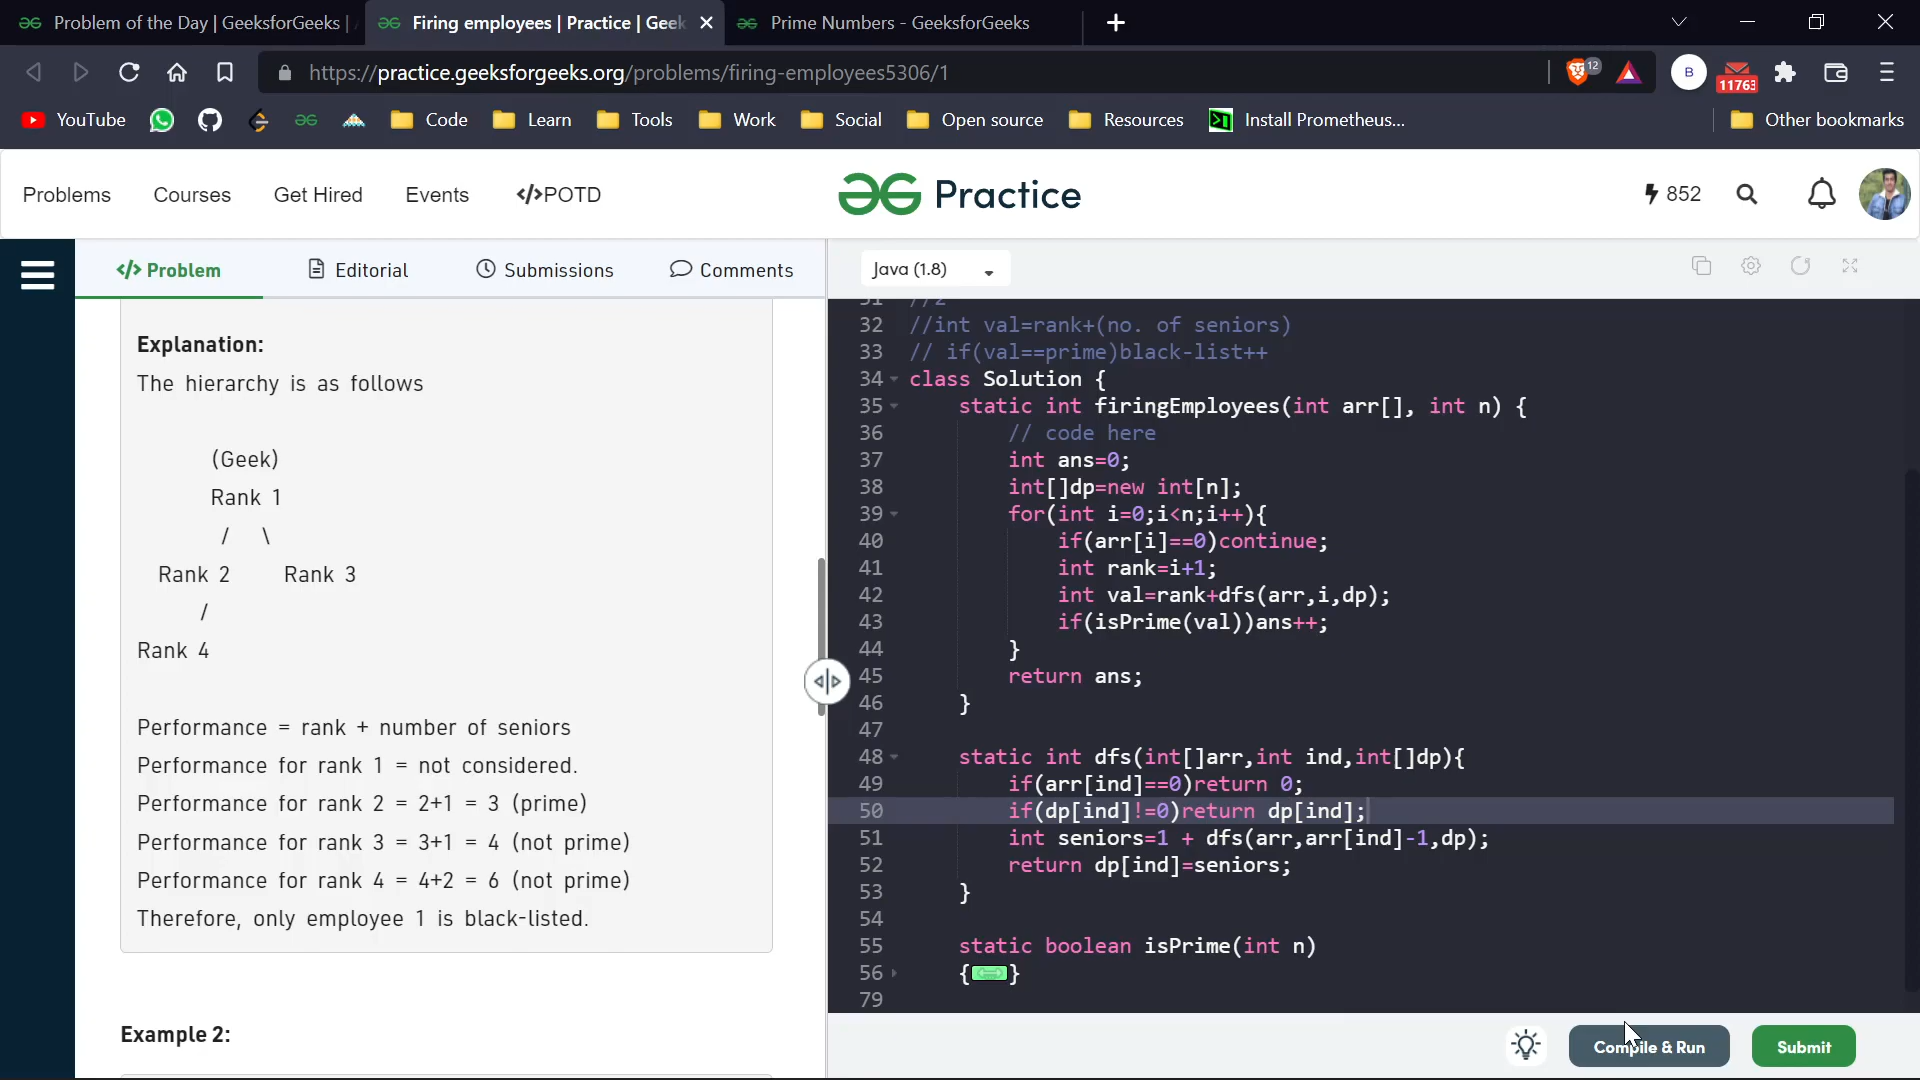 Problem of the Day | GeeksforGeeks |
Firing employees | Practice | Geek
Prime Numbers - GeeksforGeeks
https://practice.geeksforgeeks.org/problems/firing-employees5306/1
12
B
11763
YouTube
Code
Learn
Tools
Work
Social
Open source
Resources
Install Prometheus...
Other bookmarks
Problems
Courses
Get Hired
Events
</>POTD
Practice
852
</> Problem
Editorial
Submissions
Comments
Java (1.8)
Explanation:
The hierarchy is as follows
(Geek)
Rank 1
/ \
Rank 2 Rank 3
/
Rank 4
Performance = rank + number of seniors
Performance for rank 1 = not considered.
Performance for rank 2 = 2+1 = 3 (prime)
Performance for rank 3 = 3+1 = 4 (not prime)
Performance for rank 4 = 4+2 = 6 (not prime)
Therefore, only employee 1 is black-listed.
Example 2:
31 //2
32 //int val=rank+(no. of seniors)
33 // if(val==prime)black-list++
34 class Solution {
35 static int firingEmployees(int arr[], int n) {
36 // code here
37 int ans=0;
38 int[]dp=new int[n];
39 for(int i=0;i<n;i++){
40 if(arr[i]==0)continue;
41 int rank=i+1;
42 int val=rank+dfs(arr,i,dp);
43 if(isPrime(val))ans++;
44 }
45 return ans;
46 }
47
48 static int dfs(int[]arr,int ind,int[]dp){
49 if(arr[ind]==0)return 0;
50 if(dp[ind]!=0)return dp[ind];
51 int seniors=1 + dfs(arr,arr[ind]-1,dp);
52 return dp[ind]=seniors;
53 }
54
55 static boolean isPrime(int n)
56 {}
79
Compile & Run
Submit